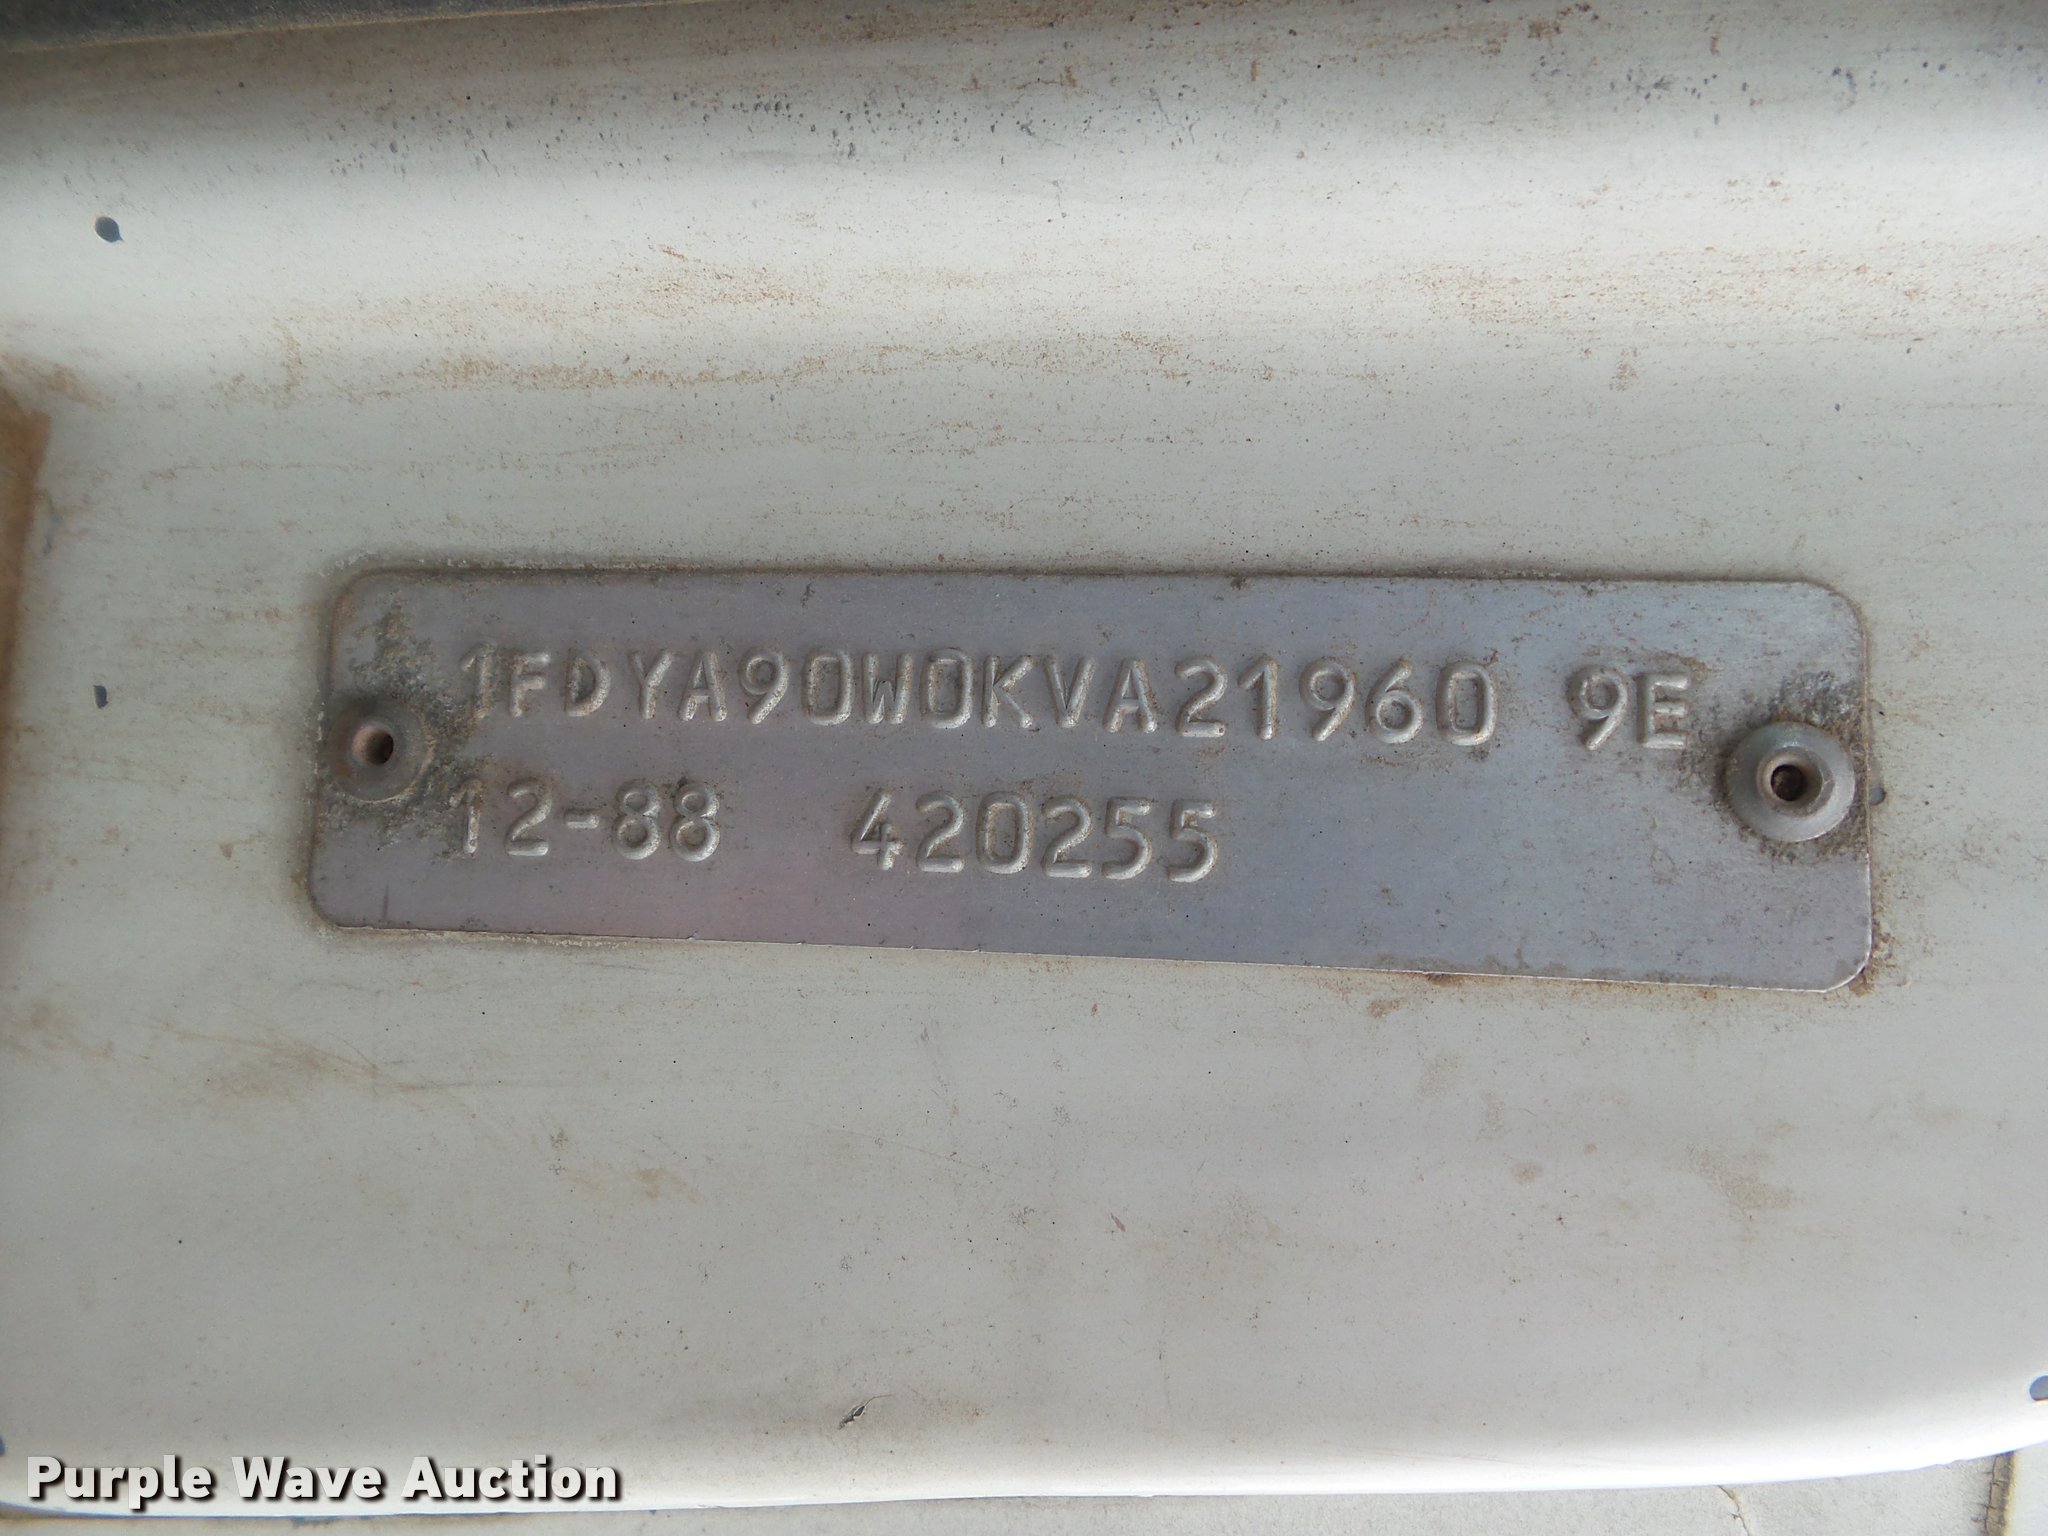 1FDYA90W0KVA21960 9E
12-88 420255
Purple Wave Auction